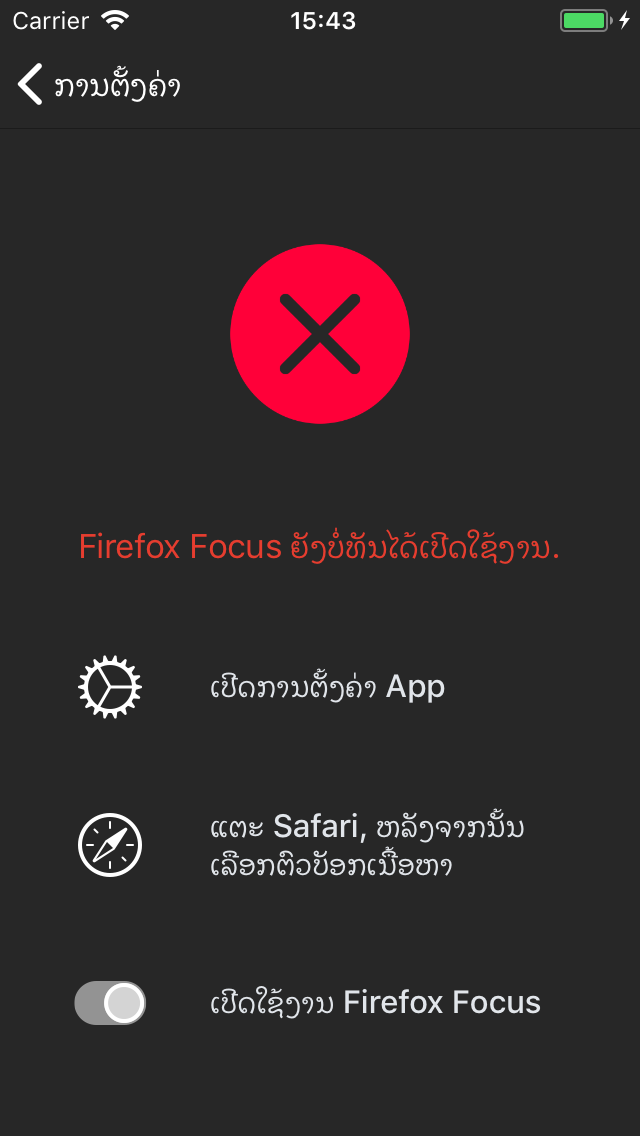 Carrier 15:43
ການຕັ້ງຄ່າ
Firefox Focus ຍັງບໍ່ທັນໄດ້ເປີດໃຊ້ງານ.
ເປີດການຕັ້ງຄ່າ App
ແຕະ Safari, ຫລັງຈາກນັ້ນ
ເລືອກຕົວບັອກເນື້ອຫາ
ເປີດໃຊ້ງານ Firefox Focus